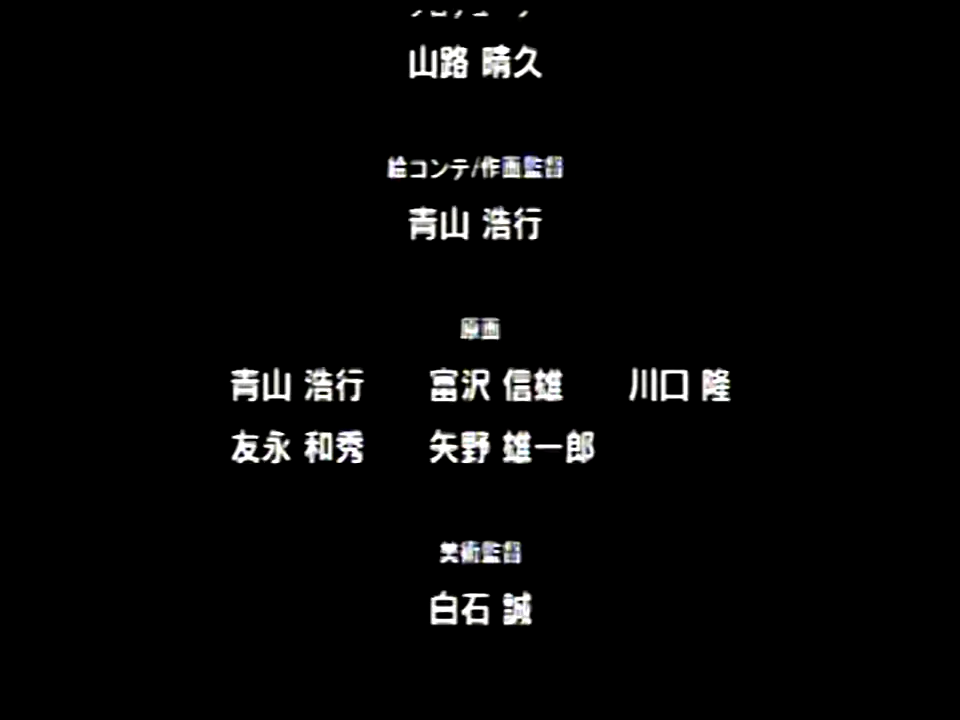 山路 晴久
絵コンテ/作画監督
青山 浩行
原画
青山 浩行 富沢 信雄 川口 隆
友永 和秀 矢野 雄一郎
美術監督
白石 誠